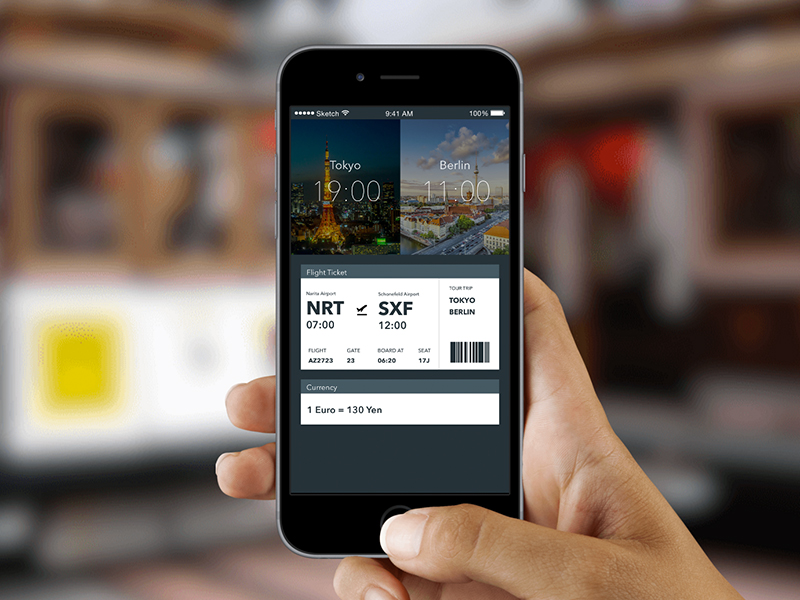 Sketch 9:41 AM 100%
Tokyo Berlin
19:00 11:00
Flight Ticket
Narita Airport Schonefeld Airport TOUR TRIP
NRT SXF TOKYO
07:00 12:00 BERLIN
FLIGHT GATE BOARD AT SEAT
AZ2723 23 06:20 17J
Currency
1 Euro = 130 Yen